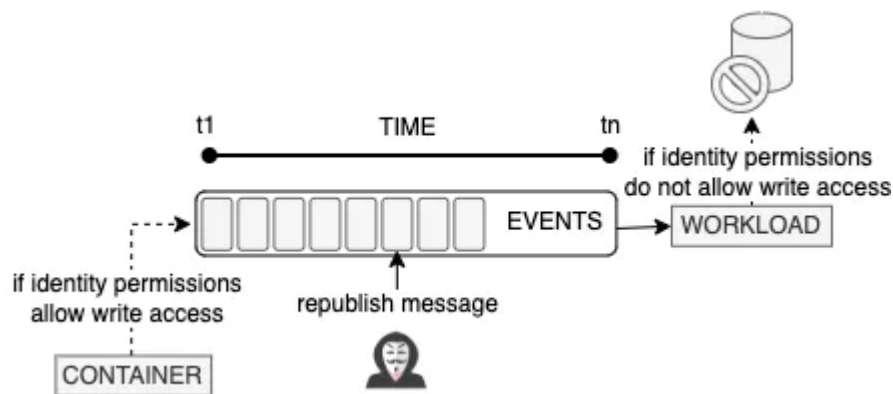 t1
TIME
tn
if identity permissions
do not allow write access
EVENTS
WORKLOAD
if identity permissions
allow write access
republish message
CONTAINER